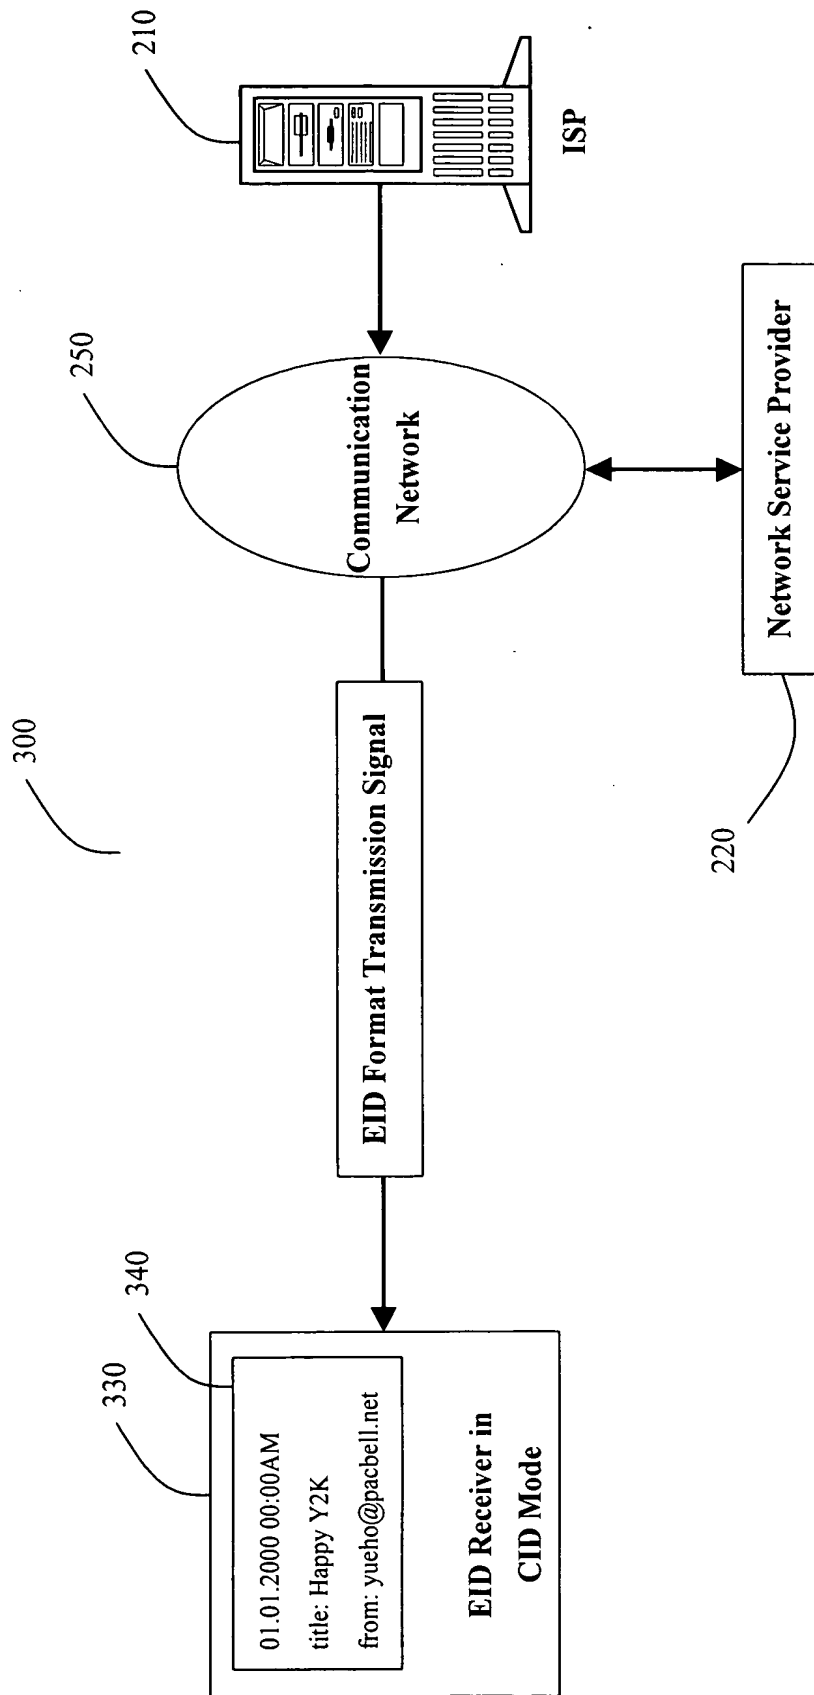 300
330
340
01.01.2000 00:00AM
title: Happy Y2K
from: yueho@pacbell.net
EID Receiver in
CID Mode
EID Format Transmission Signal
250
Communication
Network
210
ISP
220
Network Service Provider